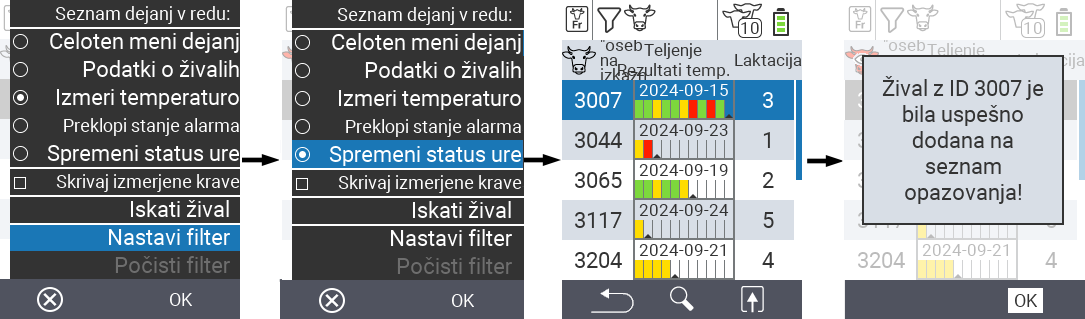 Seznam dejanj v redu:
Celoten meni dejanj
Podatki o živalih
Izmeri temperaturo
Preklopi stanje alarma
Spremeni status ure
Skrivaj izmerjene krave
Iskati žival
Nastavi filter
Počisti filter
OK
Seznam dejanj v redu:
Celoten meni dejanj
Podatki o živalih
Izmeri temperaturo
Preklopi stanje alarma
Spremeni status ure
Skrivaj izmerjene krave
Iskati žival
Nastavi filter
Počisti filter
OK
Fr
10
"oseb
na
izkazn
Teljenje
Rezultati temp.
Laktacija
3007 2024-09-15 3
3044 2024-09-23 1
3065 2024-09-19 2
3117 2024-09-24 5
3204 2024-09-21 4
Fr
10
"oseb
Teljenje
Laktacija
Žival z ID 3007 je
bila uspešno
dodana na
seznam
opazovanja!
3204 2024-09-21 4
OK